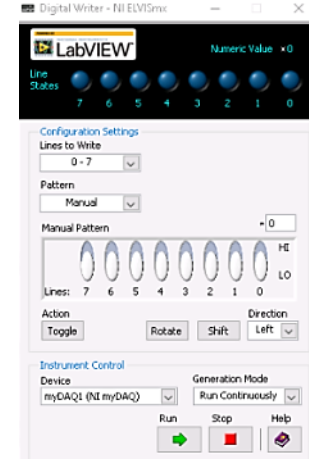 Digital Writer - NI ELVISmx
LabVIEW
Numeric Value ×0
Line
States
7 6 5 4 3 2 1 0
Configuration Settings
Lines to Write
0 - 7
Pattern
Manual
Manual Pattern
0
HI
LO
Lines: 7 6 5 4 3 2 1 0
Action
Direction
Toggle Rotate Shift Left
Instrument Control
Device
Generation Mode
myDAQ1 (NI myDAQ)
Run Continuously
Run Stop Help